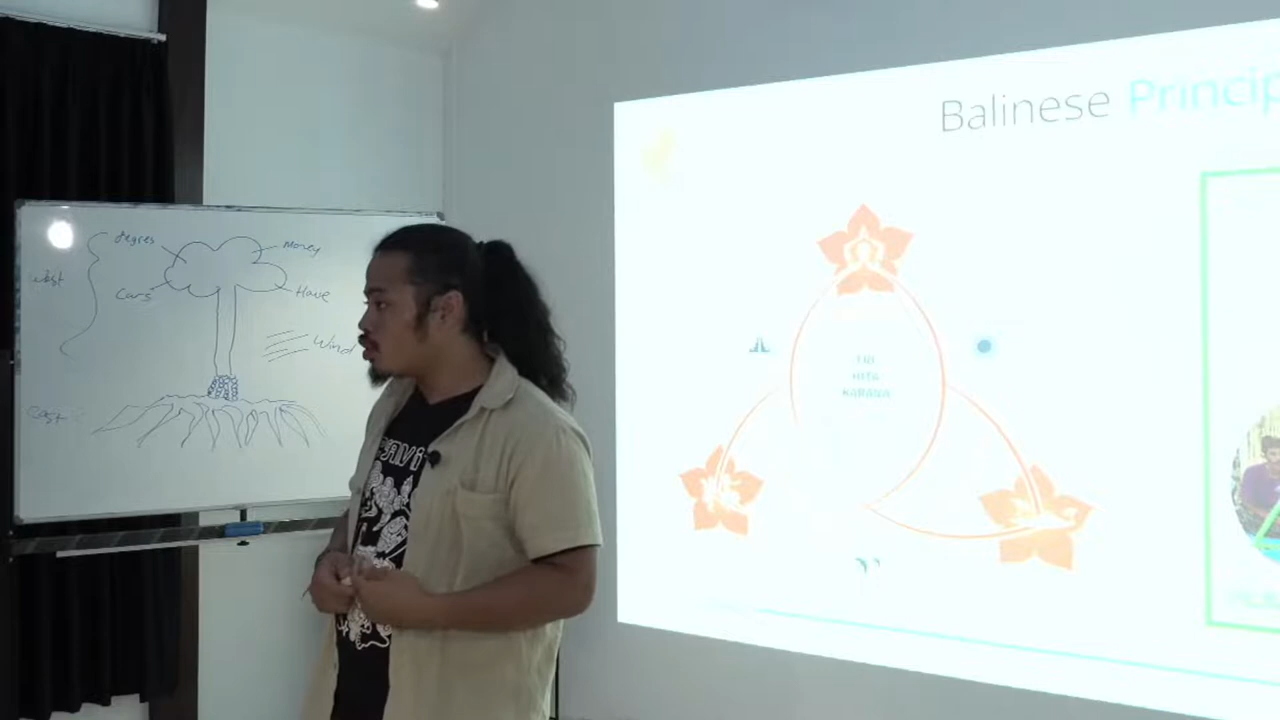 degres
Money
West
Cars
Have
Wind
East
Balinese Princip
TRI
HITA
KARANA